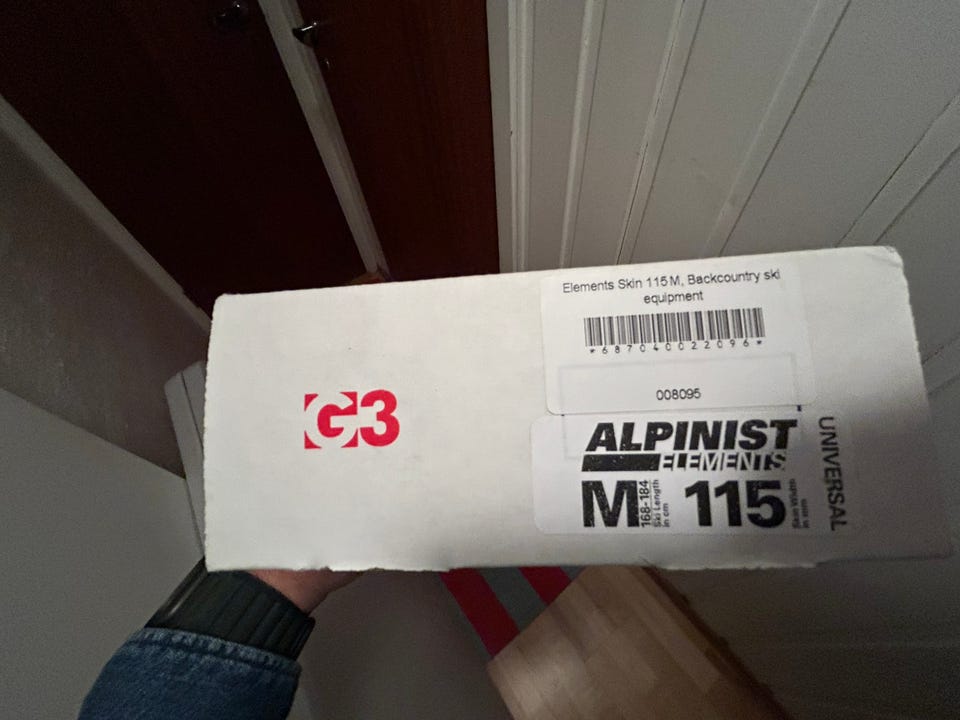 G3
Elements Skin 115 M, Backcountry ski
equipment
*687040022096*
008095
ALPINIST
ELEMENTS
M
168-184
Ski Length
in cm
115
Skin Width
in mm
UNIVERSAL